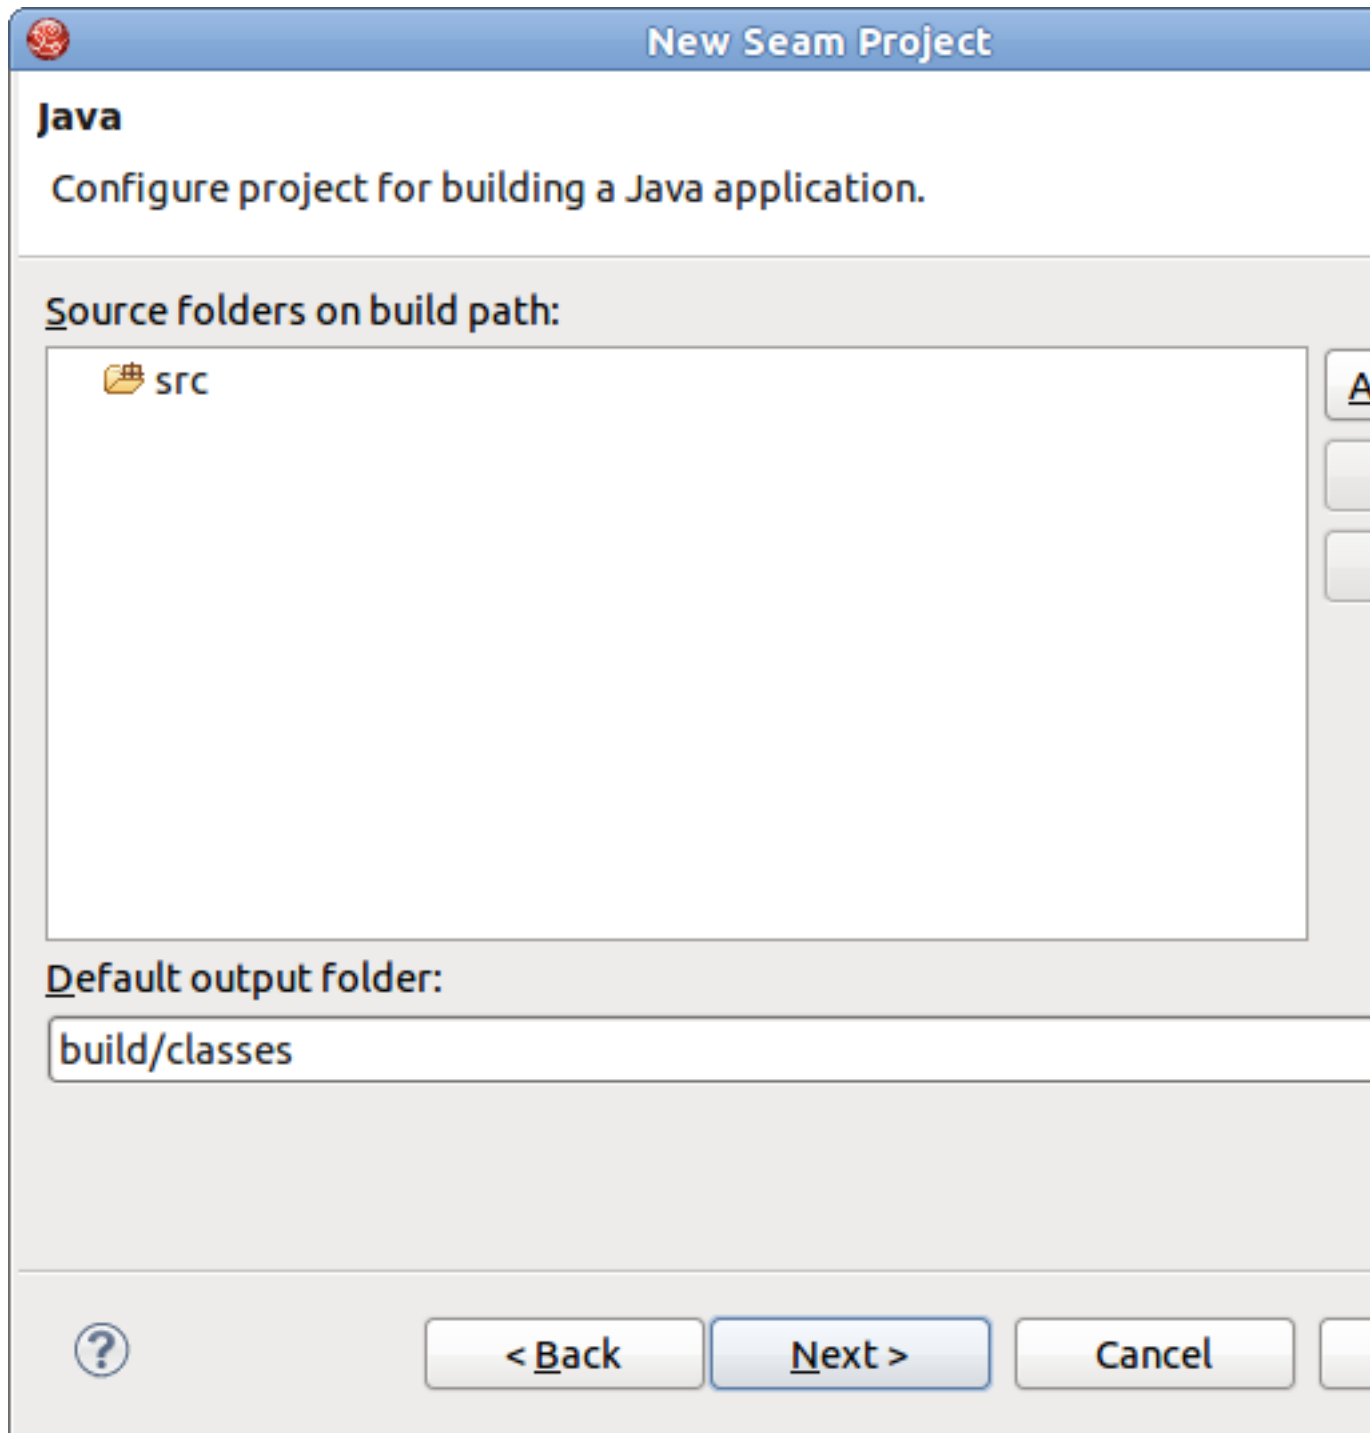 New Seam Project
Java
Configure project for building a Java application.
Source folders on build path:
src
A
Default output folder:
build/classes
?
< Back
Next >
Cancel